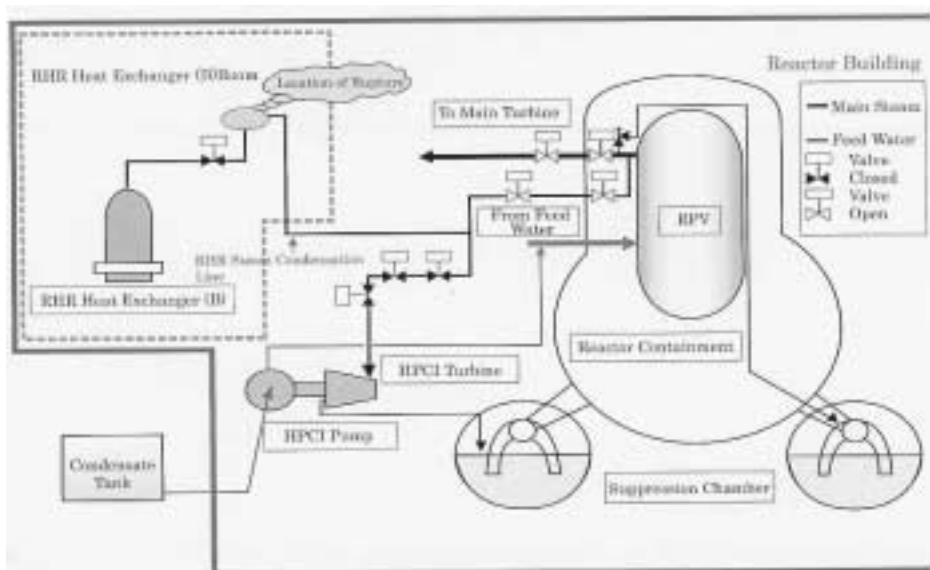 Reactor Building
Main Steam
Feed Water
Valve
Closed
Valve
Open
RHR Heat Exchanger (B)Room
Location of Rupture
To Main Turbine
From Feed
Water
RPV
RHR Steam Condensation
Line
RHR Heat Exchanger (B)
Reactor Containment
HPCI Turbine
HPCI Pump
Condensate
Tank
Suppression Chamber